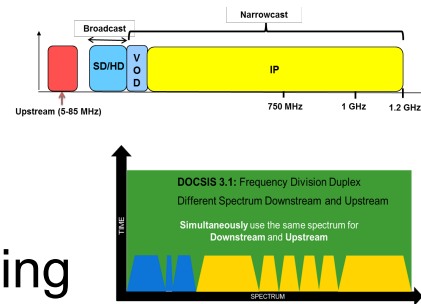 Narrowcast
Broadcast
SD/HD
V
O
D
IP
Upstream (5-85 MHz)
750 MHz
1 GHz
1.2 GHz
DOCSIS 3.1: Frequency Division Duplex
Different Spectrum Downstream and Upstream
Simultaneously use the same spectrum for
Downstream and Upstream
TIME
SPECTRUM
ing